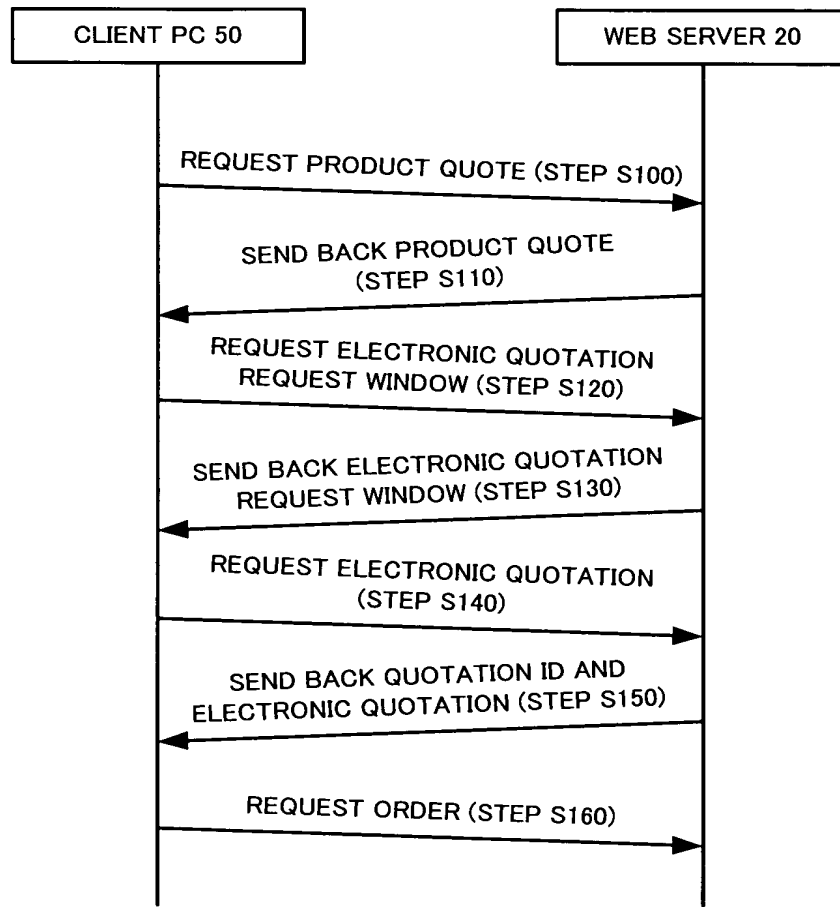 CLIENT PC 50
WEB SERVER 20
REQUEST PRODUCT QUOTE (STEP S100)
SEND BACK PRODUCT QUOTE
(STEP S110)
REQUEST ELECTRONIC QUOTATION
REQUEST WINDOW (STEP S120)
SEND BACK ELECTRONIC QUOTATION
REQUEST WINDOW (STEP S130)
REQUEST ELECTRONIC QUOTATION
(STEP S140)
SEND BACK QUOTATION ID AND
ELECTRONIC QUOTATION (STEP S150)
REQUEST ORDER (STEP S160)